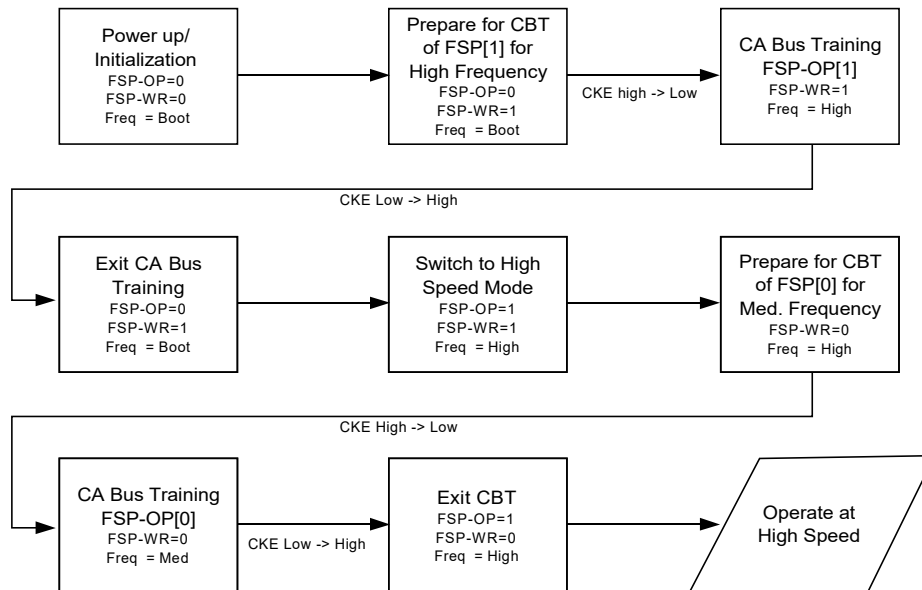 Power up/
Initialization
FSP-OP=0
FSP-WR=0
Freq = Boot
Prepare for CBT
of FSP[1] for
High Frequency
FSP-OP=0
FSP-WR=1
Freq = Boot
CKE high -> Low
CA Bus Training
FSP-OP[1]
FSP-WR=1
Freq = High
CKE Low -> High
Exit CA Bus
Training
FSP-OP=0
FSP-WR=1
Freq = Boot
Switch to High
Speed Mode
FSP-OP=1
FSP-WR=1
Freq = High
Prepare for CBT
of FSP[0] for
Med. Frequency
FSP-WR=0
Freq = High
CKE High -> Low
CA Bus Training
FSP-OP[0]
FSP-WR=0
Freq = Med
CKE Low -> High
Exit CBT
FSP-OP=1
FSP-WR=0
Freq = High
Operate at
High Speed